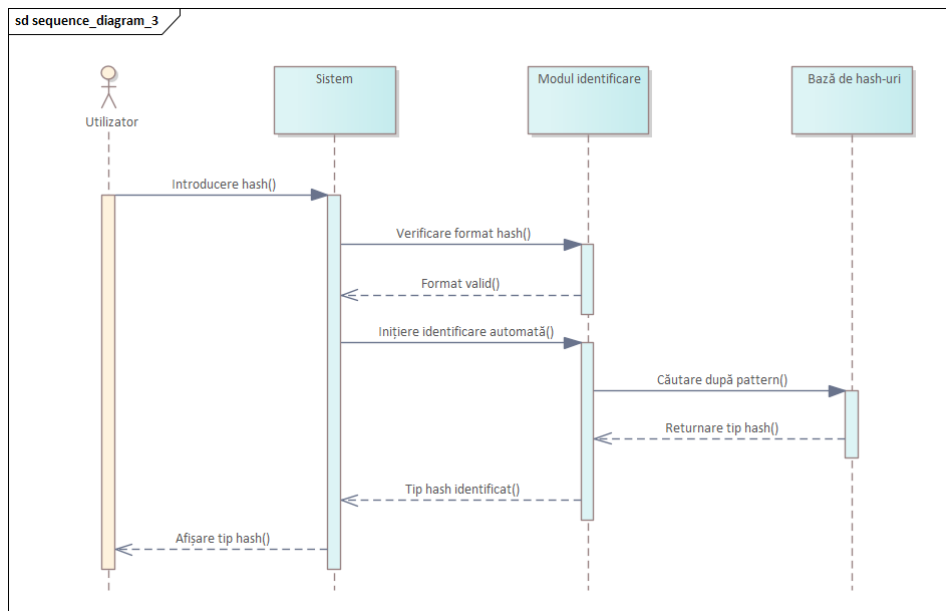 sd sequence_diagram_3
Utilizator
Sistem
Modul identificare
Bază de hash-uri
Introducere hash()
Verificare format hash()
Format valid()
Inițiere identificare automată()
Căutare după pattern()
Returnare tip hash()
Tip hash identificat()
Afișare tip hash()